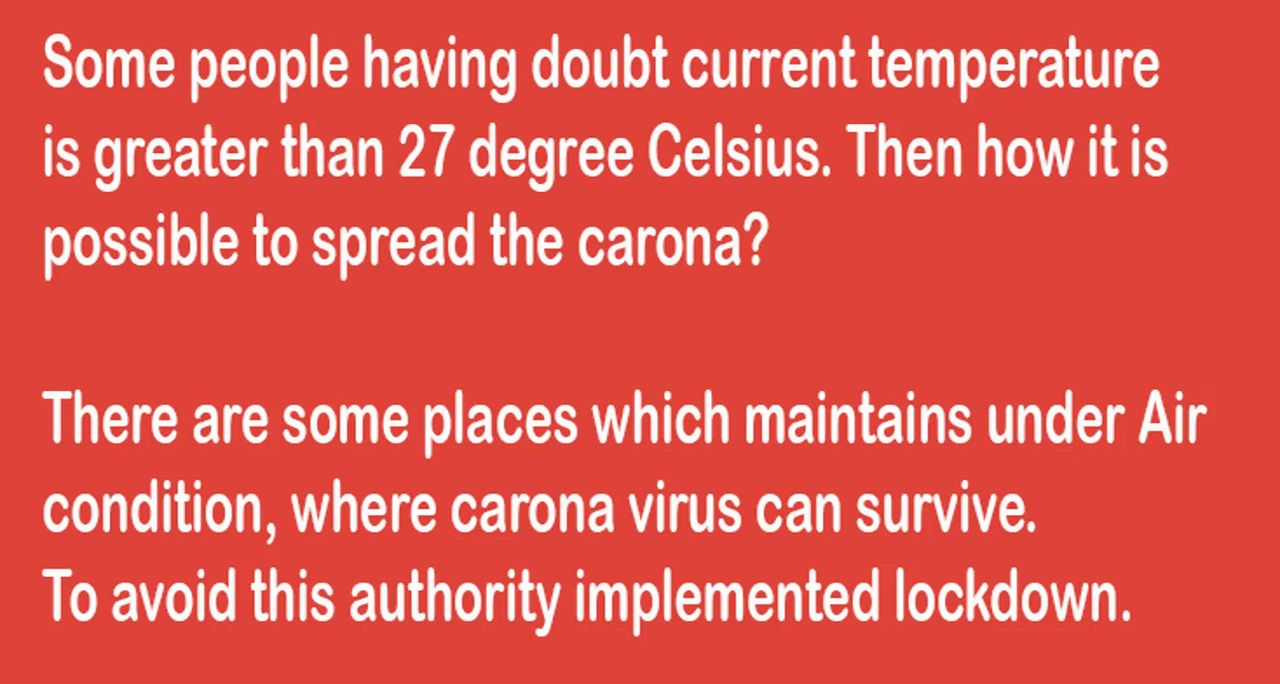 Some people having doubt current temperature
is greater than 27 degree Celsius. Then how it is
possible to spread the carona?
There are some places which maintains under Air
condition, where carona virus can survive.
To avoid this authority implemented lockdown.